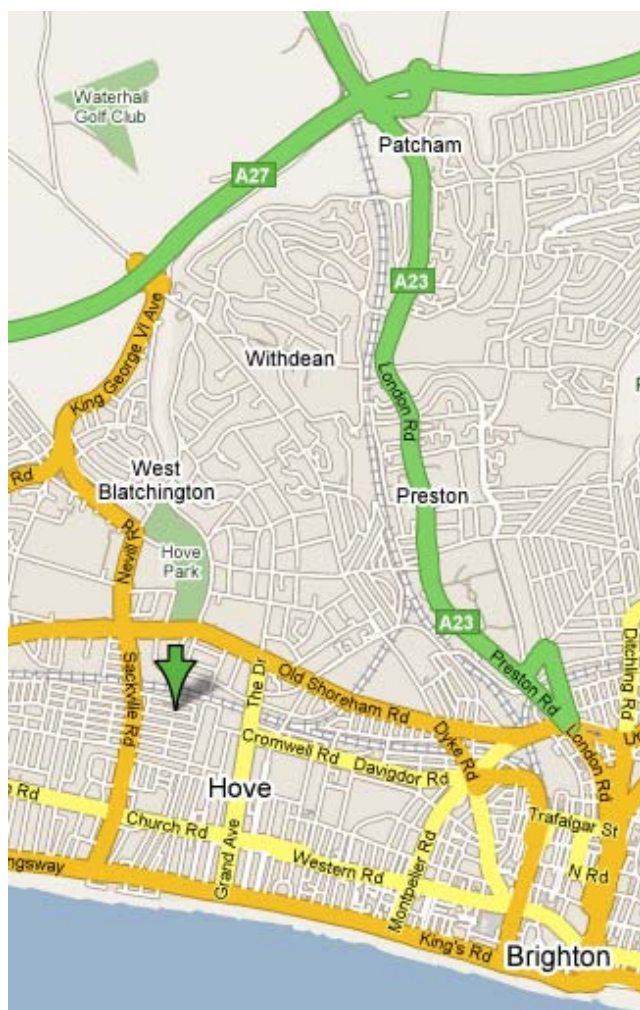 Waterhall
Golf Club
Patcham
A27
A23
King George VI Ave
Withdean
London Rd
West
Blatchington
Rd
Preston
Nevill Rd
Hove
Park
A23
Ditchling Rd
Preston Rd
Sackville Rd
The Dr
Old Shoreham Rd
London Rd
Cromwell Rd
Davigdor Rd
Dyke Rd
Hove
Rd
Church Rd
Trafalgar St
Grand Ave
Western Rd
Montpelier Rd
N Rd
ngsway
King's Rd
Brighton